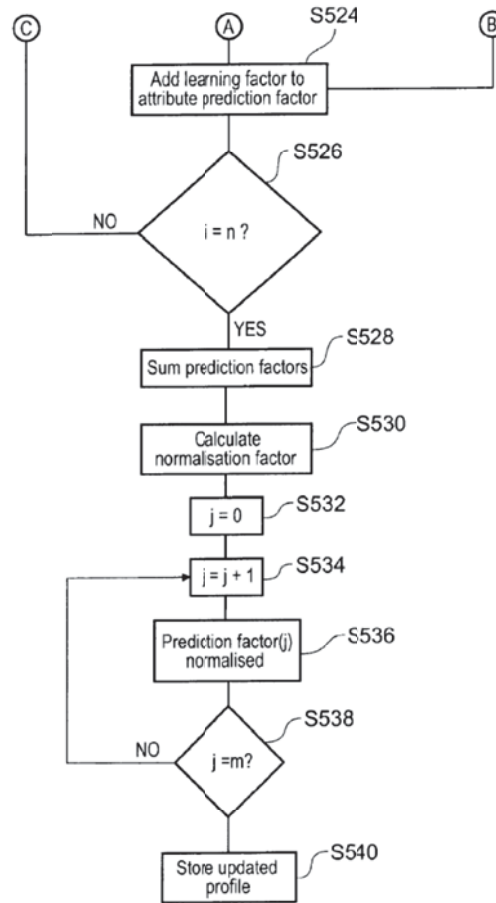 C
A
B
S524
Add learning factor to
attribute prediction factor
S526
NO
i = n ?
YES
S528
Sum prediction factors
S530
Calculate
normalisation factor
S532
j = 0
S534
j = j + 1
S536
Prediction factor(j)
normalised
S538
NO
j =m?
S540
Store updated
profile